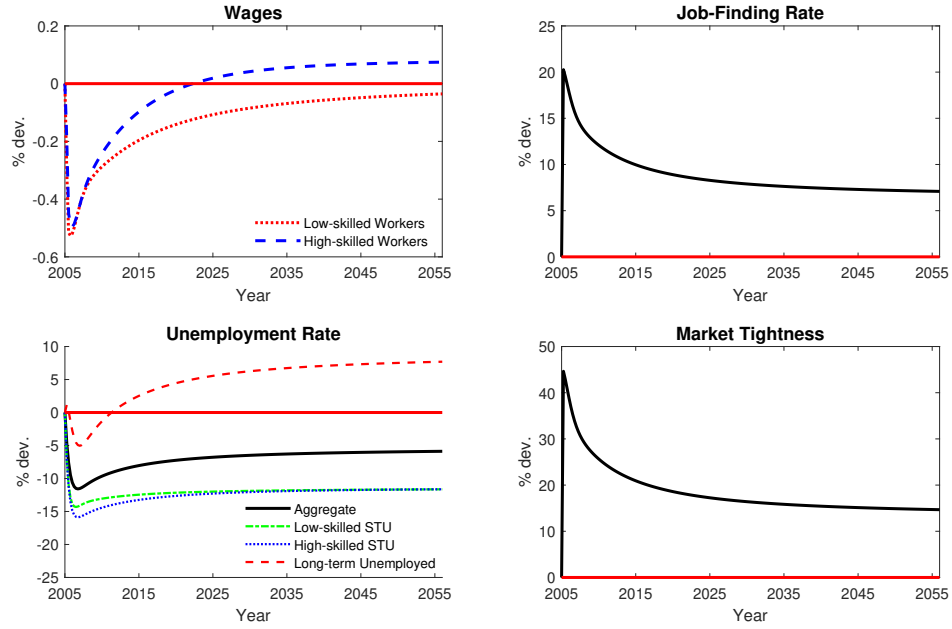 Wages
0.2
0
-0.2
-0.4
-0.6
% dev.
Low-skilled Workers
High-skilled Workers
2005 2015 2025 2035 2045 2055
Year
Job-Finding Rate
25
20
15
10
5
0
% dev.
2005 2015 2025 2035 2045 2055
Year
Unemployment Rate
10
5
0
-5
-10
-15
-20
-25
% dev.
Aggregate
Low-skilled STU
High-skilled STU
Long-term Unemployed
2005 2015 2025 2035 2045 2055
Year
Market Tightness
50
40
30
20
10
0
% dev.
2005 2015 2025 2035 2045 2055
Year